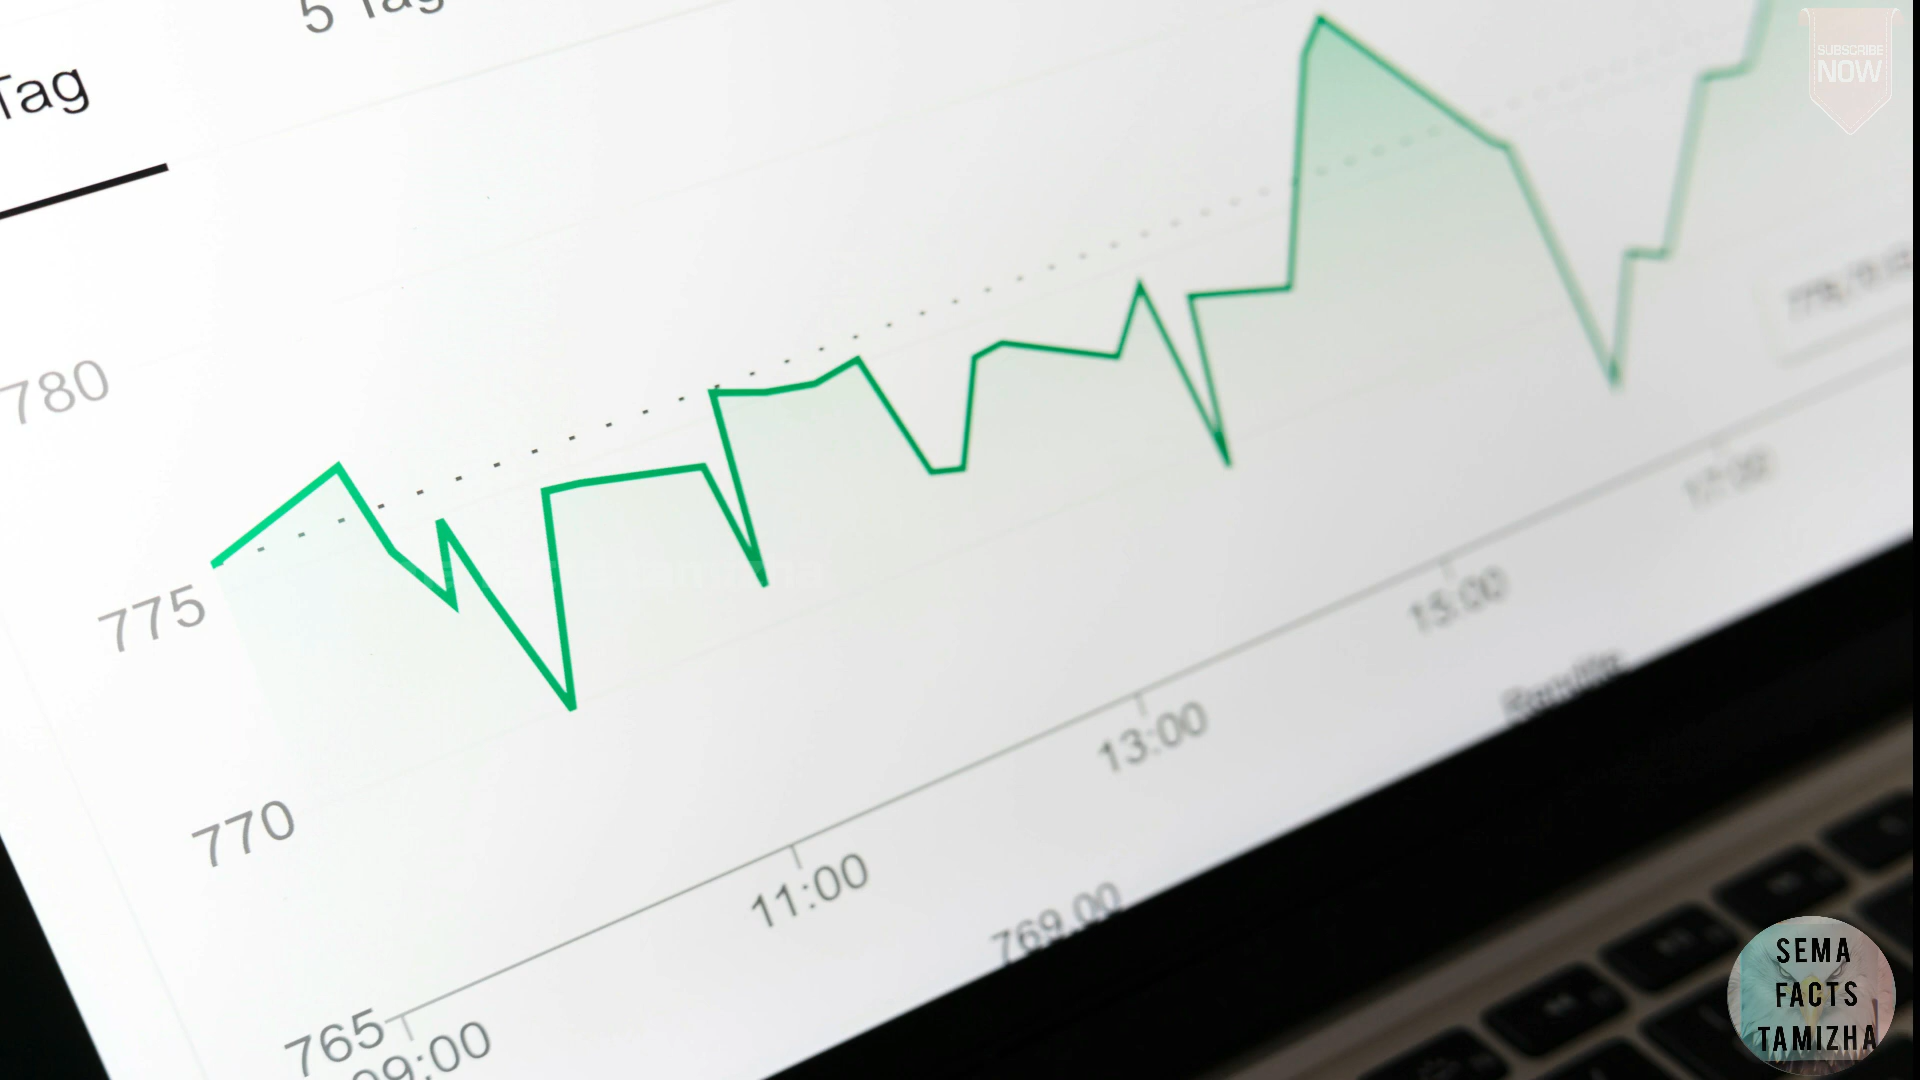 5 Tag
Tag
SUBSCRIBE
NOW
780
775
770
765
09:00
11:00
13:00
15:00
17:00
769,00
SEMA
FACTS
TAMIZHA